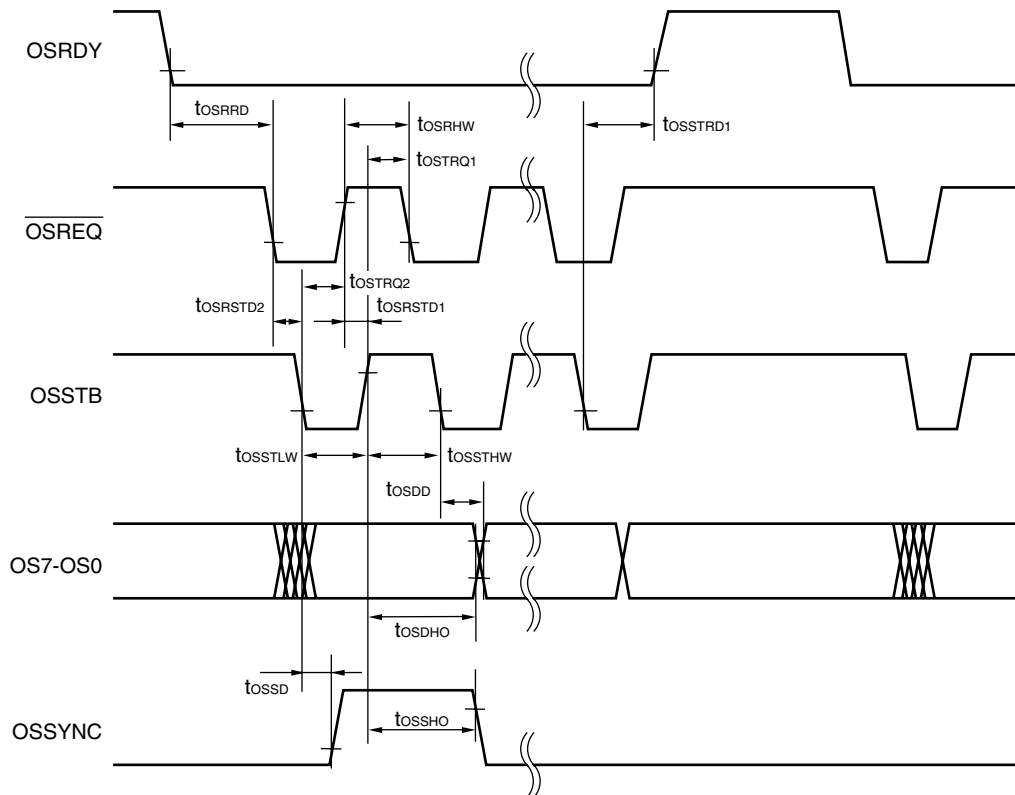 OSRDY
tOSRRD
tOSRHW
tOSSTRD1
tOSTRQ1
OSREQ
tOSTRQ2
tOSRSTD2
tOSRSTD1
OSSTB
tOSSTLW
tOSSTHW
tOSDD
OS7-OS0
tOSDHO
tOSSD
OSSYNC
tOSSHO